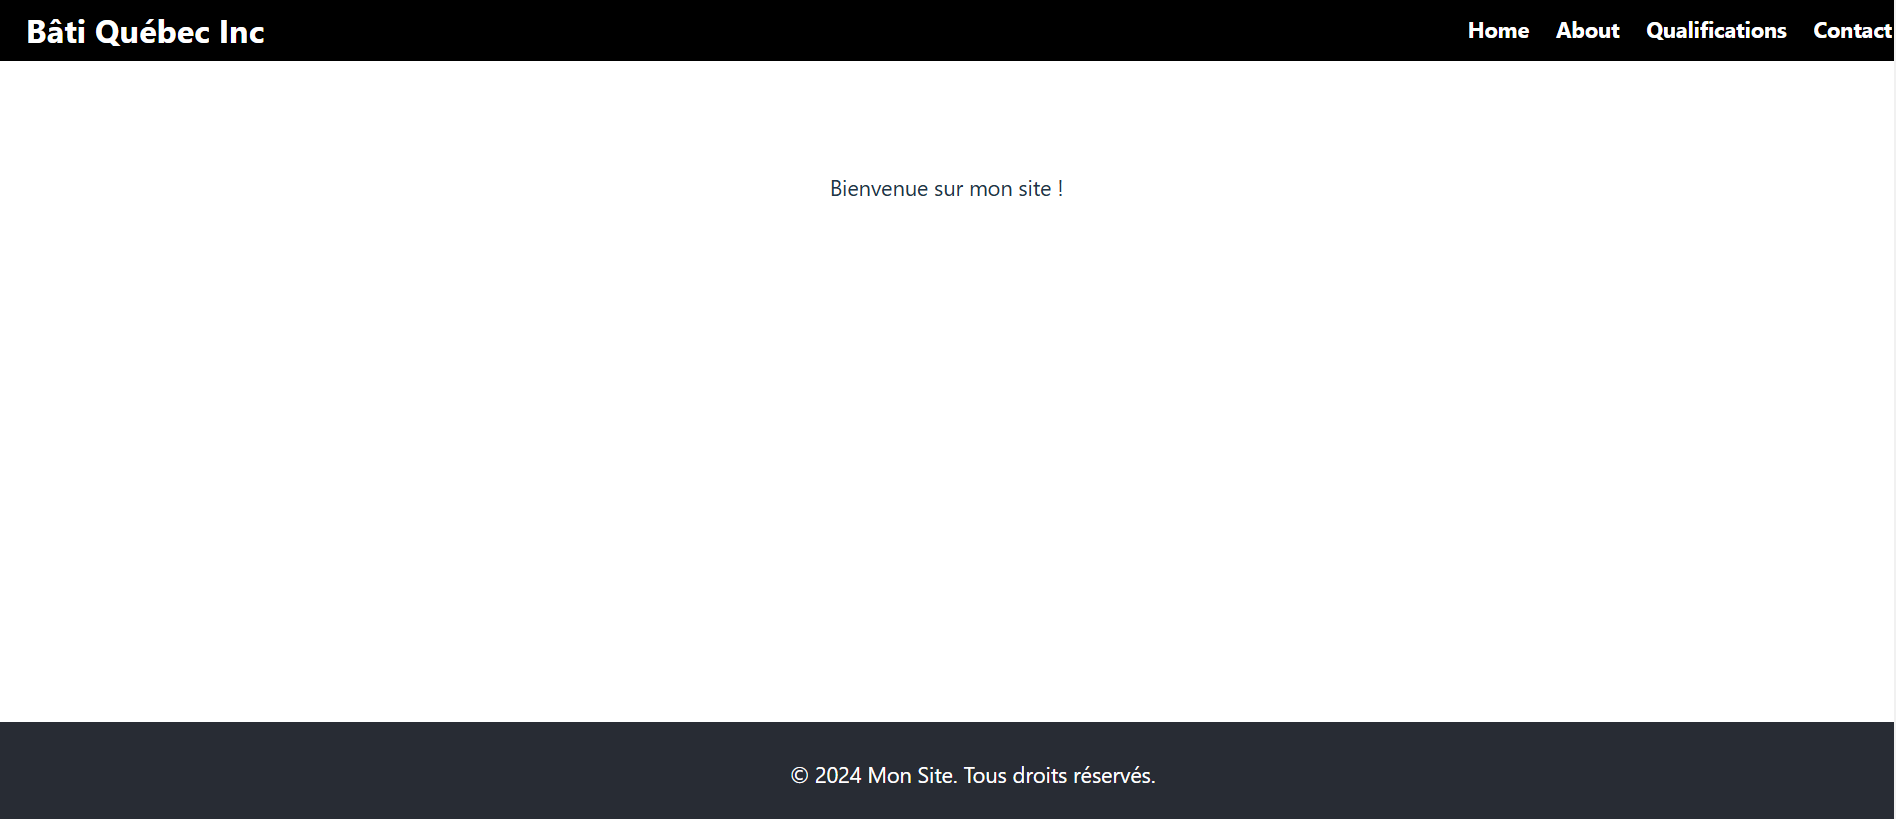 Bâti Québec Inc
Home About Qualifications Contact
Bienvenue sur mon site !
© 2024 Mon Site. Tous droits réservés.